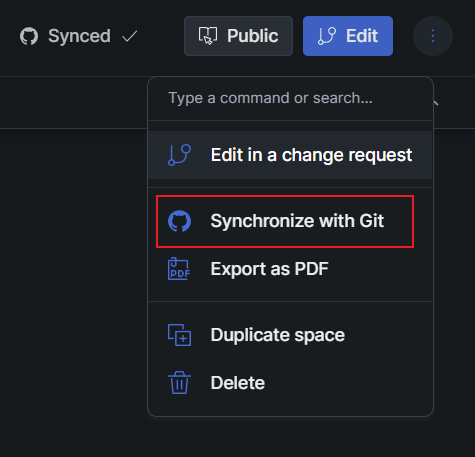 Synced
Public
Edit
Type a command or search...
Edit in a change request
Synchronize with Git
PDF
Export as PDF
Duplicate space
Delete